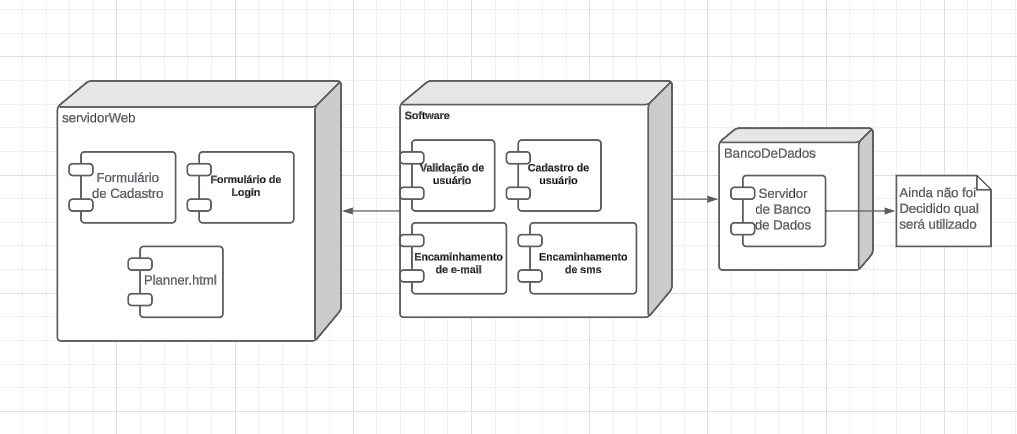 servidorWeb
Formulário
de Cadastro
Formulário de
Login
Planner.html
Software
Validação de
usuário
Cadastro de
usuário
Encaminhamento
de e-mail
Encaminhamento
de sms
BancoDeDados
Servidor
de Banco
de Dados
Ainda não foi
Decidido qual
será utilizado